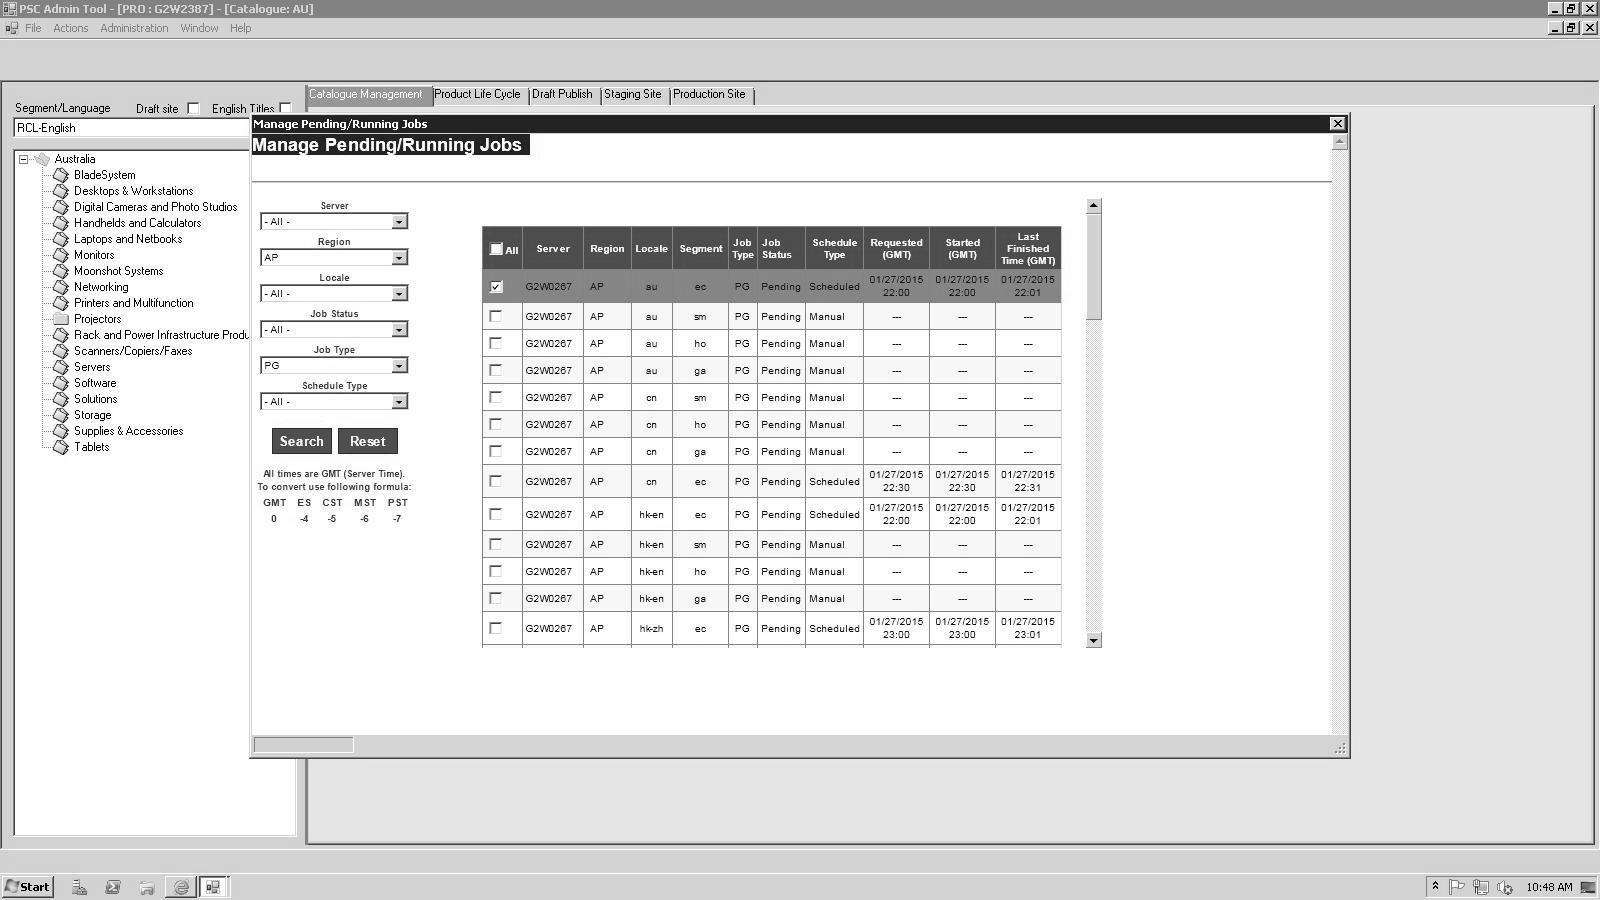 PSC Admin Tool - [PRO : G2W2387] - [Catalogue: AU]
File Actions Administration Window Help
Segment/Language Draft site English Titles
RCL-English
Australia
BladeSystem
Desktops & Workstations
Digital Cameras and Photo Studios
Handhelds and Calculators
Laptops and Netbooks
Monitors
Moonshot Systems
Networking
Printers and Multifunction
Projectors
Rack and Power Infrastructure Produ
Scanners/Copiers/Faxes
Servers
Software
Solutions
Storage
Supplies & Accessories
Tablets
Catalogue Management Product Life Cycle Draft Publish Staging Site Production Site
Manage Pending/Running Jobs
Manage Pending/Running Jobs
Server
- All -
Region
AP
Locale
- All -
Job Status
- All -
Job Type
PG
Schedule Type
- All -
Search Reset
All times are GMT (Server Time).
To convert use following formula:
GMT ES CST MST PST
0 -4 -5 -6 -7
All Server Region Locale Segment Job Type Job Status Schedule Type Requested (GMT) Started (GMT) Last Finished Time (GMT)
G2W0267 AP au ec PG Pending Scheduled 01/27/2015 22:00 01/27/2015 22:00 01/27/2015 22:01
G2W0267 AP au sm PG Pending Manual --- --- ---
G2W0267 AP au ho PG Pending Manual --- --- ---
G2W0267 AP au ga PG Pending Manual --- --- ---
G2W0267 AP cn sm PG Pending Manual --- --- ---
G2W0267 AP cn ho PG Pending Manual --- --- ---
G2W0267 AP cn ga PG Pending Manual --- --- ---
G2W0267 AP cn ec PG Pending Scheduled 01/27/2015 22:30 01/27/2015 22:30 01/27/2015 22:31
G2W0267 AP hk-en ec PG Pending Scheduled 01/27/2015 22:00 01/27/2015 22:00 01/27/2015 22:01
G2W0267 AP hk-en sm PG Pending Manual --- --- ---
G2W0267 AP hk-en ho PG Pending Manual --- --- ---
G2W0267 AP hk-en ga PG Pending Manual --- --- ---
G2W0267 AP hk-zh ec PG Pending Scheduled 01/27/2015 23:00 01/27/2015 23:00 01/27/2015 23:01
Start
10:48 AM